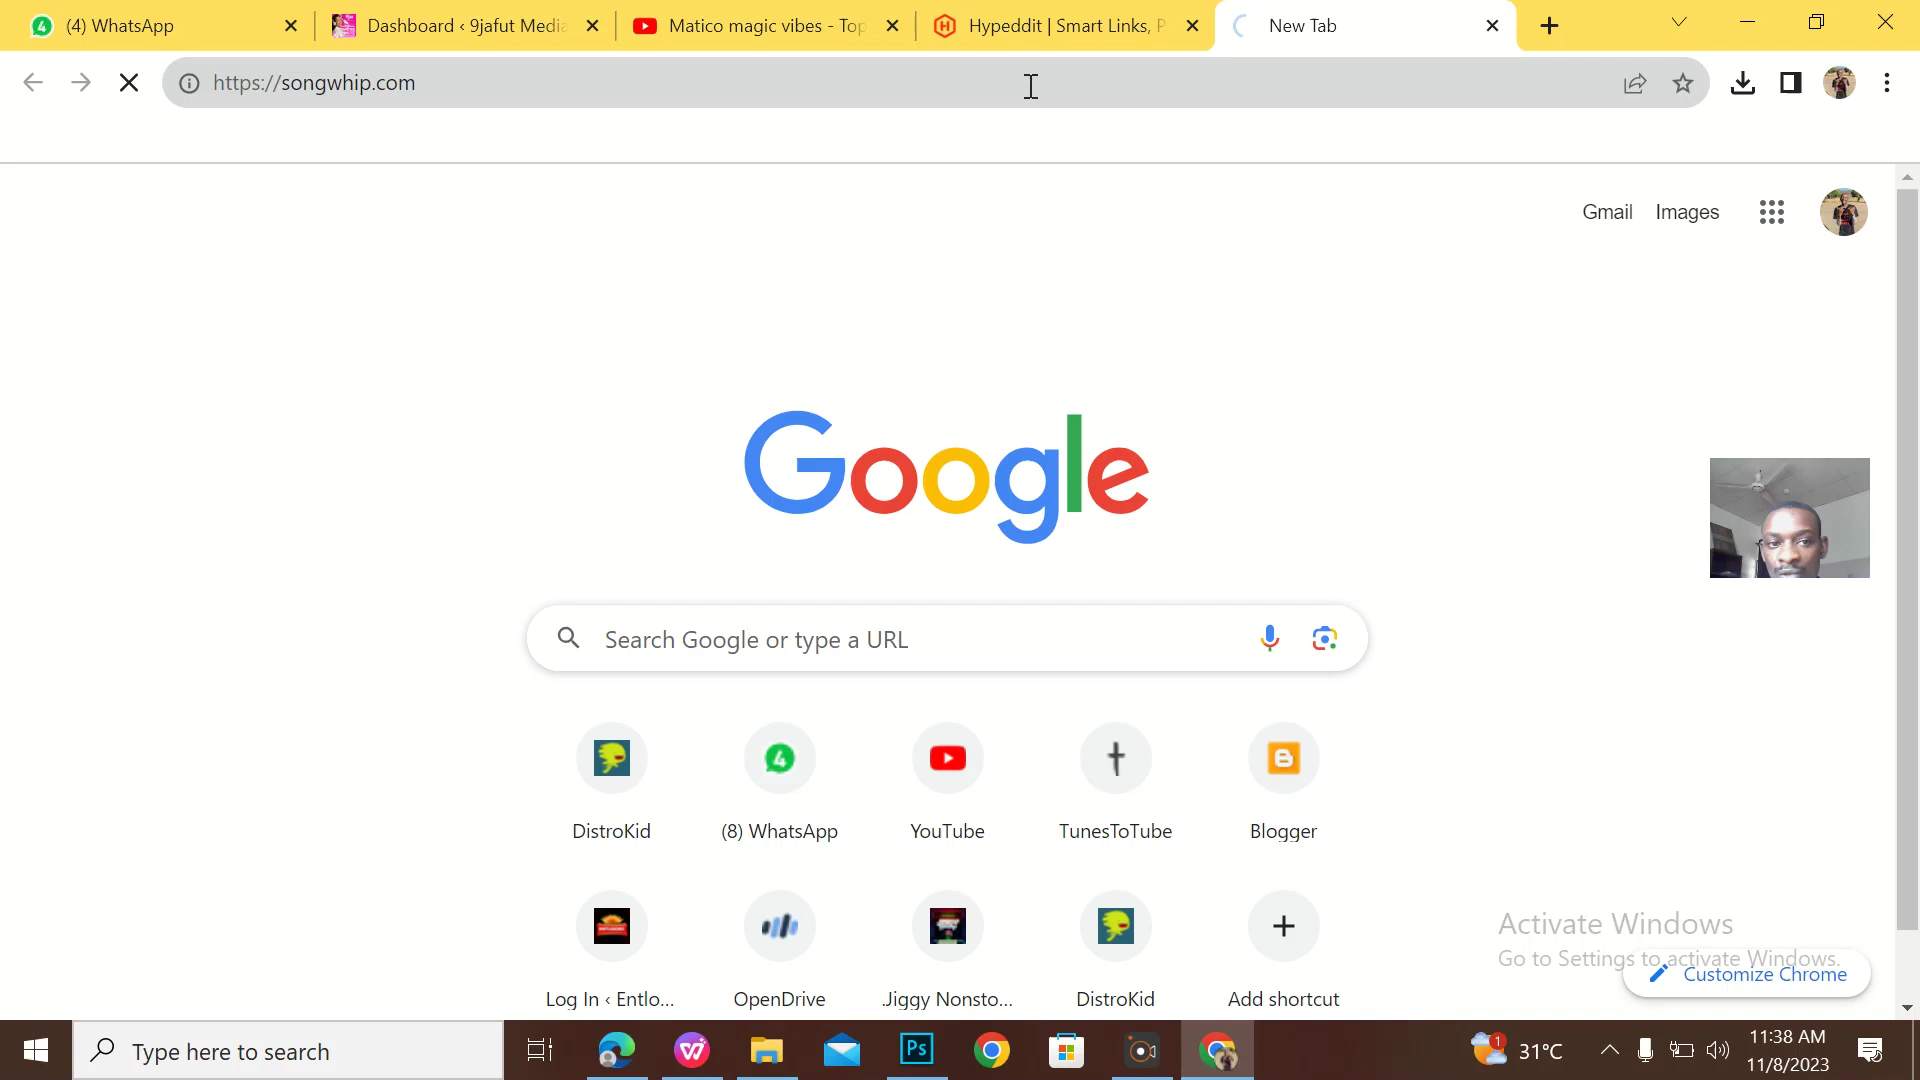 (4) WhatsApp
Dashboard ‹ 9jafut Media
Matico magic vibes - Top
Hypeddit | Smart Links, P
New Tab
https://songwhip.com
Gmail
Images
Google
Search Google or type a URL
DistroKid
(8) WhatsApp
YouTube
TunesToTube
Blogger
Log In ‹ Entlo...
OpenDrive
.Jiggy Nonsto...
DistroKid
Add shortcut
Activate Windows
Go to Settings to activate Windows.
Customize Chrome
Type here to search
Ps
1
31°C
11:38 AM
11/8/2023